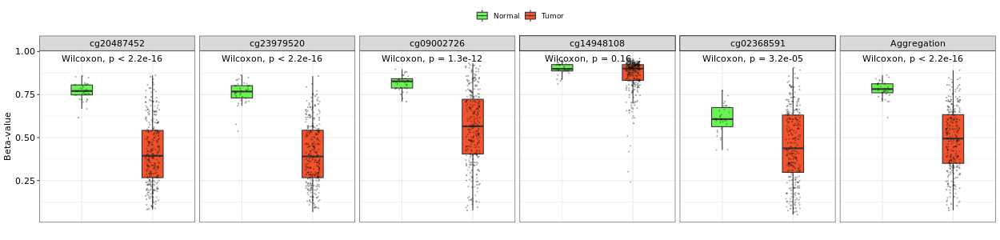 Normal Tumor
cg20487452 cg23979520 cg09002726 cg14948108 cg02368591 Aggregation
Wilcoxon, p < 2.2e-16 Wilcoxon, p < 2.2e-16 Wilcoxon, p = 1.3e-12 Wilcoxon, p = 0.16 Wilcoxon, p = 3.2e-05 Wilcoxon, p < 2.2e-16
1.00
0.75
0.50
0.25
Beta-value